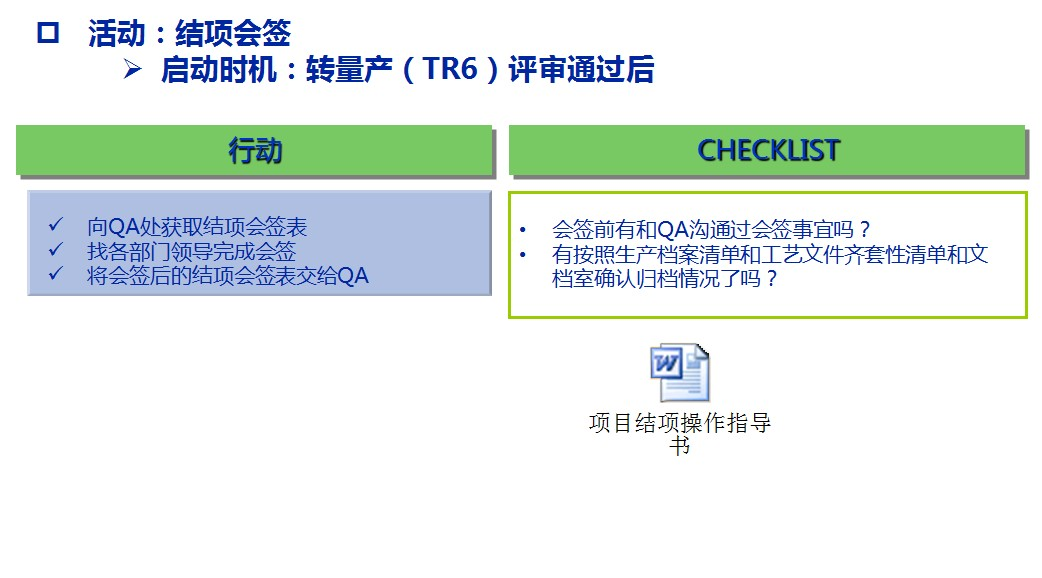 活动：结项会签
启动时机：转量产（TR6）评审通过后
行动
CHECKLIST
向QA处获取结项会签表
找各部门领导完成会签
将会签后的结项会签表交给QA
会签前有和QA沟通过会签事宜吗？
有按照生产档案清单和工艺文件齐套性清单和文
档室确认归档情况了吗？
项目结项操作指导
书